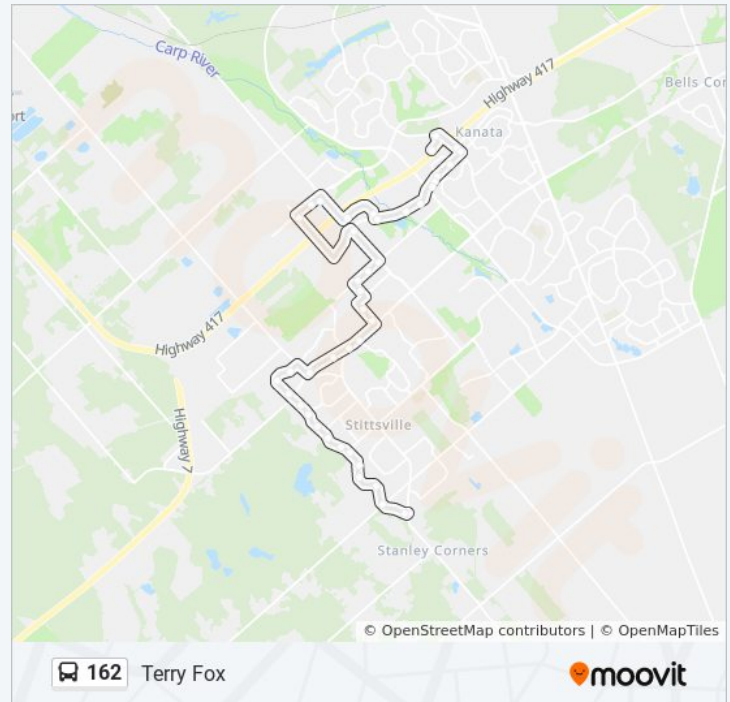 Carp River
Highway 417
Bells Cor
ort
Kanata
Highway 417
Highway 7
Stittsville
Stanley Corners
© OpenStreetMap contributors | © OpenMapTiles
162 Terry Fox
moovit